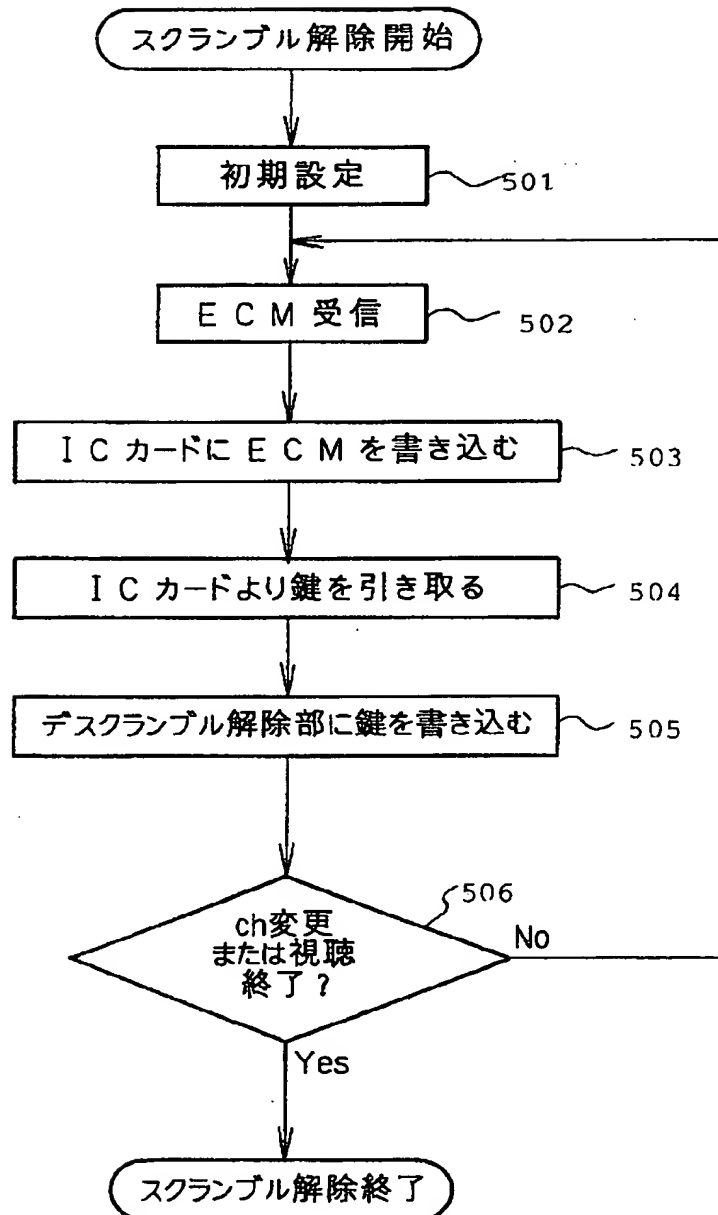 スクランブル解除開始
初期設定
501
ECM受信
502
ICカードにECMを書き込む
503
ICカードより鍵を引き取る
504
デスクランブル解除部に鍵を書き込む
505
506
ch変更
または視聴
終了?
No
Yes
スクランブル解除終了